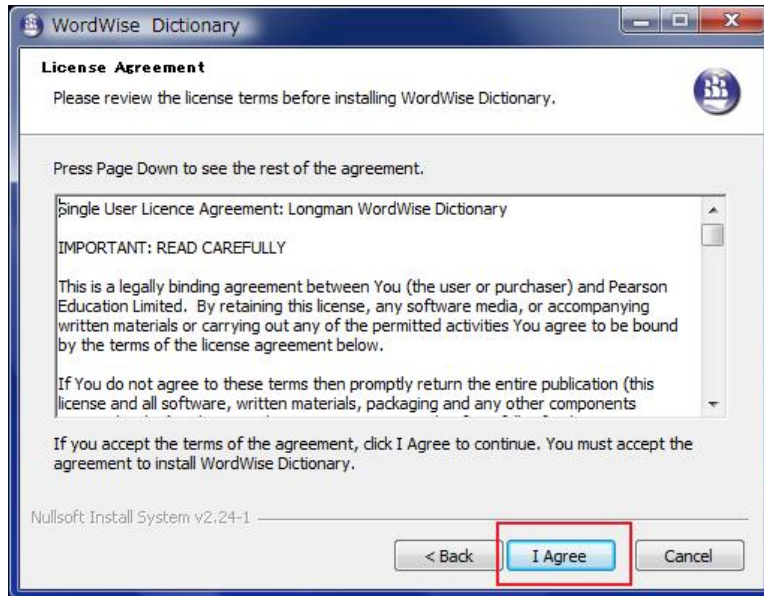 WordWise Dictionary
License Agreement
Please review the license terms before installing WordWise Dictionary.
Press Page Down to see the rest of the agreement.
Single User Licence Agreement: Longman WordWise Dictionary
IMPORTANT: READ CAREFULLY
This is a legally binding agreement between You (the user or purchaser) and Pearson
Education Limited.  By retaining this license, any software media, or accompanying
written materials or carrying out any of the permitted activities You agree to be bound
by the terms of the license agreement below.
If You do not agree to these terms then promptly return the entire publication (this
license and all software, written materials, packaging and any other components
If you accept the terms of the agreement, click I Agree to continue. You must accept the
agreement to install WordWise Dictionary.
Nullsoft Install System v2.24-1
< Back
I Agree
Cancel